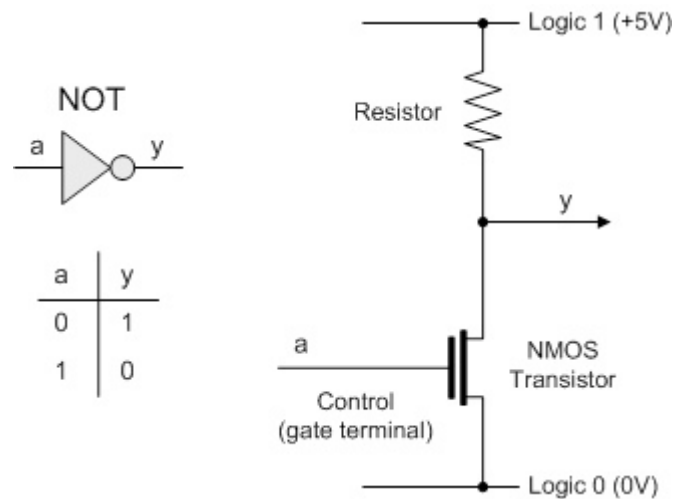 NOT
a y
a y
0 1
1 0
Logic 1 (+5V)
Resistor
y
a
Control
(gate terminal)
NMOS
Transistor
Logic 0 (0V)